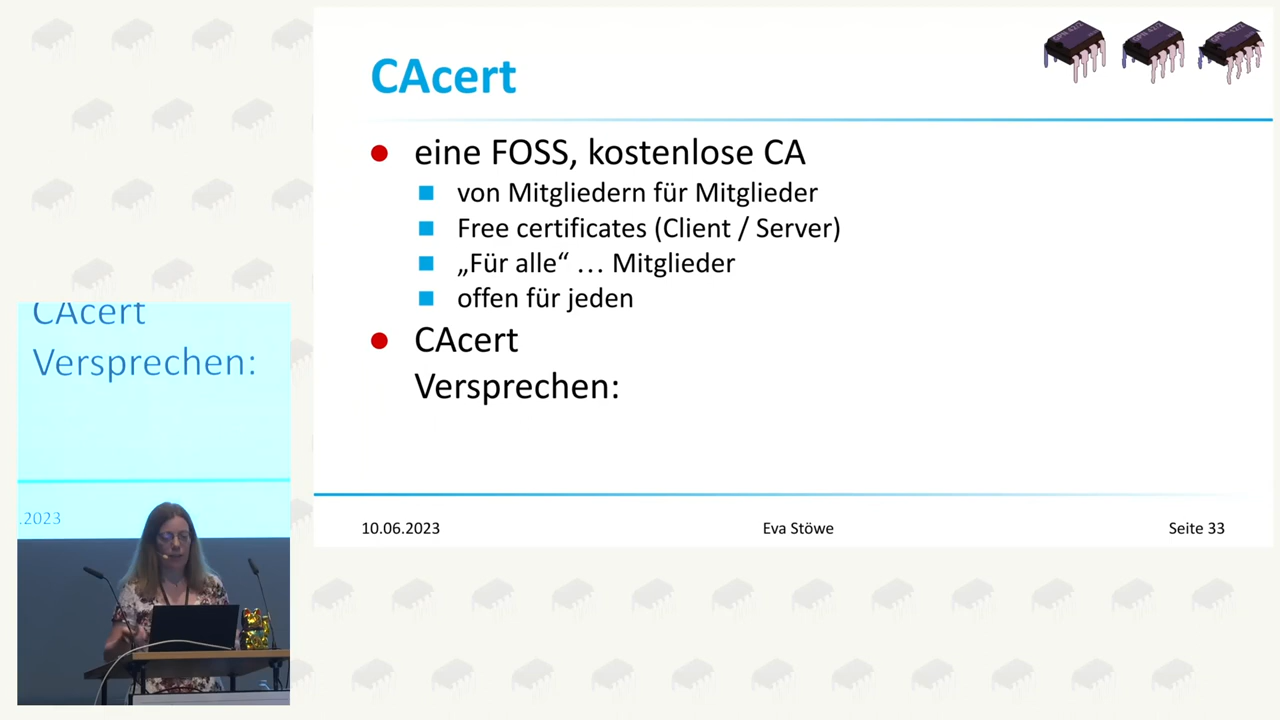 CAcert
eine FOSS, kostenlose CA
von Mitgliedern für Mitglieder
Free certificates (Client / Server)
„Für alle“ … Mitglieder
offen für jeden
CAcert
Versprechen:
10.06.2023
Eva Stöwe
Seite 33
CAcert
Versprechen:
.2023